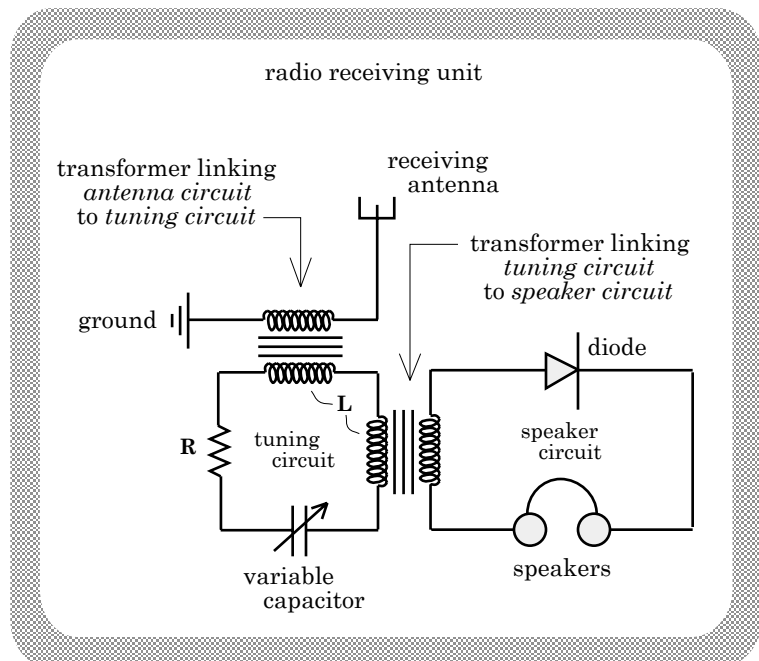 radio receiving unit
transformer linking
antenna circuit
to tuning circuit
receiving
antenna
transformer linking
tuning circuit
to speaker circuit
ground
diode
L
R
tuning
circuit
speaker
circuit
variable
capacitor
speakers